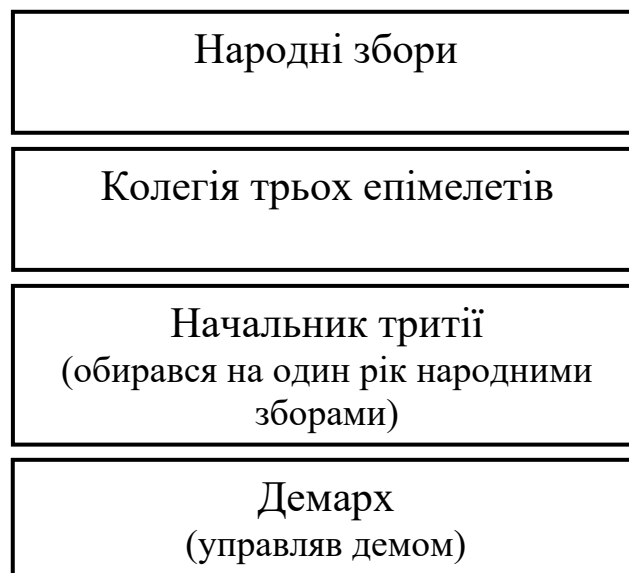 Народні збори
Колегія трьох епімелетів
Начальник тритії
(обирався на один рік народними
зборами)
Демарх
(управляв демом)